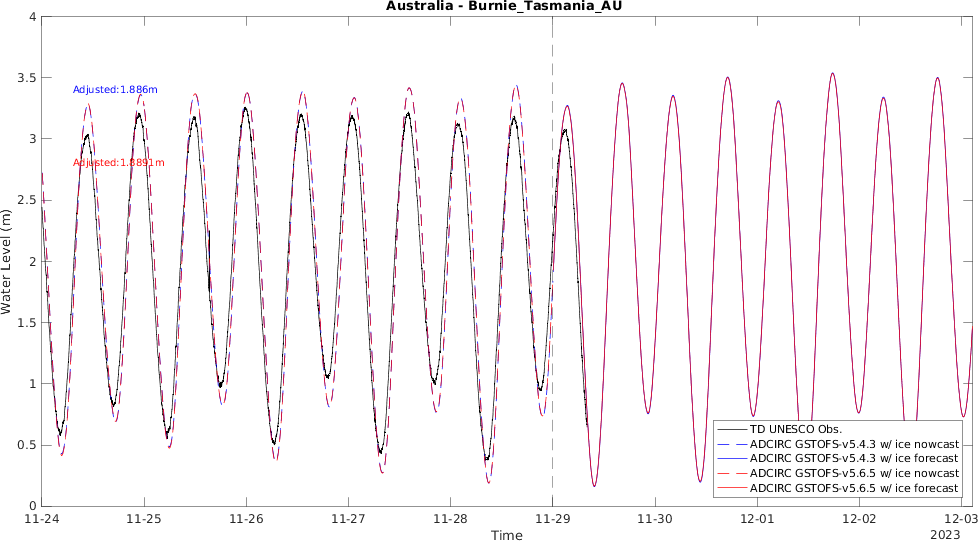 Australia - Burnie_Tasmania_AU
Water Level (m)
4
3.5
3
2.5
2
1.5
1
0.5
0
Adjusted:1.886m
Adjusted:1.8891m
TD UNESCO Obs.
ADCIRC GSTOFS-v5.4.3 w/ ice nowcast
ADCIRC GSTOFS-v5.4.3 w/ ice forecast
ADCIRC GSTOFS-v5.6.5 w/ ice nowcast
ADCIRC GSTOFS-v5.6.5 w/ ice forecast
11-24 11-25 11-26 11-27 11-28 11-29 11-30 12-01 12-02 12-03
Time
2023